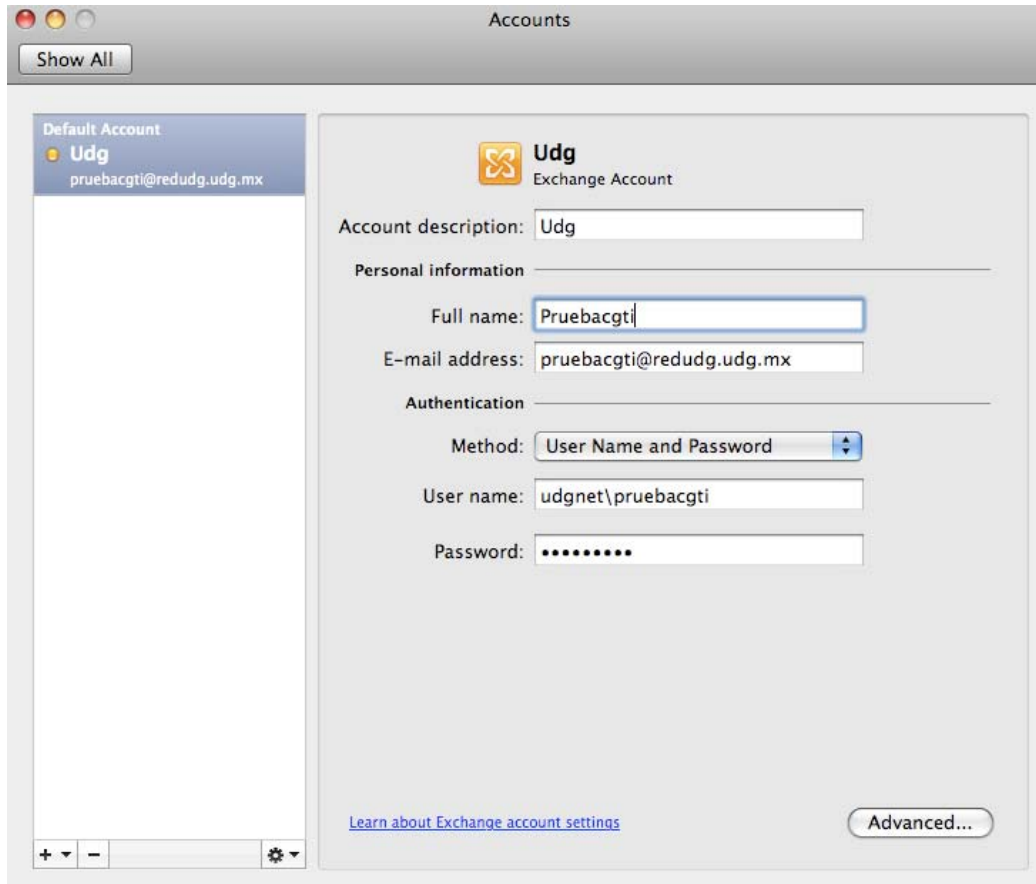 Accounts
Show All
Default Account
Udg
pruebacgti@redudg.udg.mx
Udg
Exchange Account
Account description: Udg
Personal information
Full name: Pruebacgti
E-mail address: pruebacgti@redudg.udg.mx
Authentication
Method: User Name and Password
User name: udgnet\pruebacgti
Password: •••••••••
Learn about Exchange account settings
Advanced...